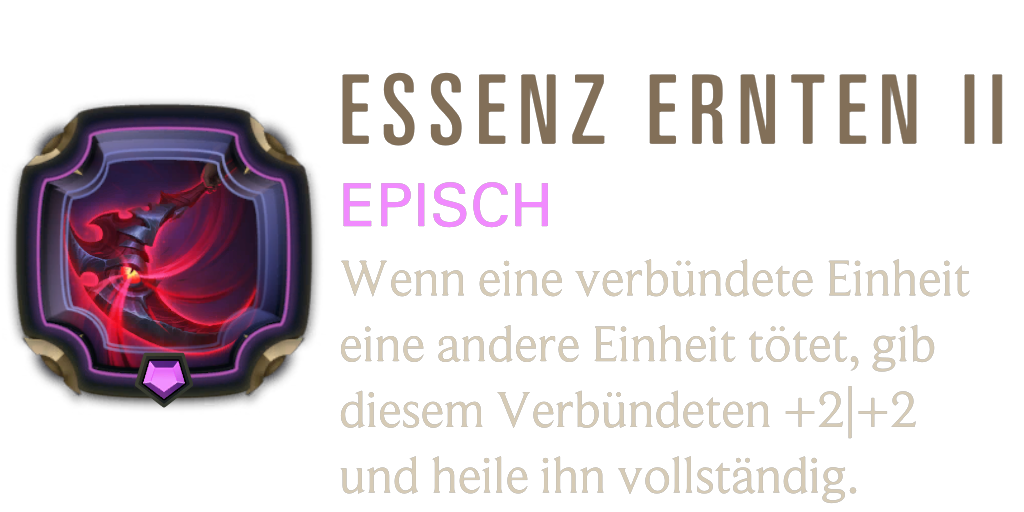 ESSENZ ERNTEN II
EPISCH
Wenn eine verbündete Einheit
eine andere Einheit tötet, gib
diesem Verbündeten +2|+2
und heile ihn vollständig.